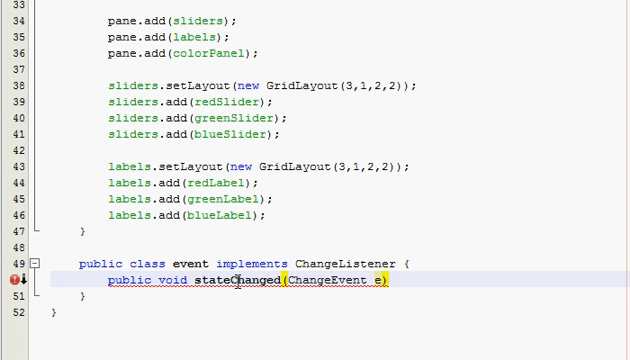 33
34 pane.add(sliders);
35 pane.add(labels);
36 pane.add(colorPanel);
37
38 sliders.setLayout(new GridLayout(3,1,2,2));
39 sliders.add(redSlider);
40 sliders.add(greenSlider);
41 sliders.add(blueSlider);
42
43 labels.setLayout(new GridLayout(3,1,2,2));
44 labels.add(redLabel);
45 labels.add(greenLabel);
46 labels.add(blueLabel);
47 }
48
49 public class event implements ChangeListener {
public void stateChanged(ChangeEvent e)
51 }
52 }